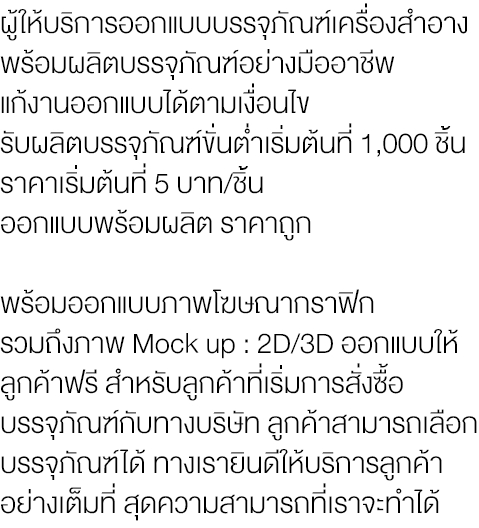 ผู้ให้บริการออกแบบบรรจุภัณฑ์เครื่องสำอาง
พร้อมผลิตบรรจุภัณฑ์อย่างมืออาชีพ
แก้งานออกแบบได้ตามเงื่อนไข
รับผลิตบรรจุภัณฑ์ขั่นต่ำเริ่มต้นที่ 1,000 ชิ้น
ราคาเริ่มต้นที่ 5 บาท/ชิ้น
ออกแบบพร้อมผลิต ราคาถูก
พร้อมออกแบบภาพโฆษณากราฟิก
รวมถึงภาพ Mock up : 2D/3D ออกแบบให้
ลูกค้าฟรี สำหรับลูกค้าที่เริ่มการสั่งซื้อ
บรรจุภัณฑ์กับทางบริษัท ลูกค้าสามารถเลือก
บรรจุภัณฑ์ได้ ทางเรายินดีให้บริการลูกค้า
อย่างเต็มที่ สุดความสามารถที่เราจะทำได้